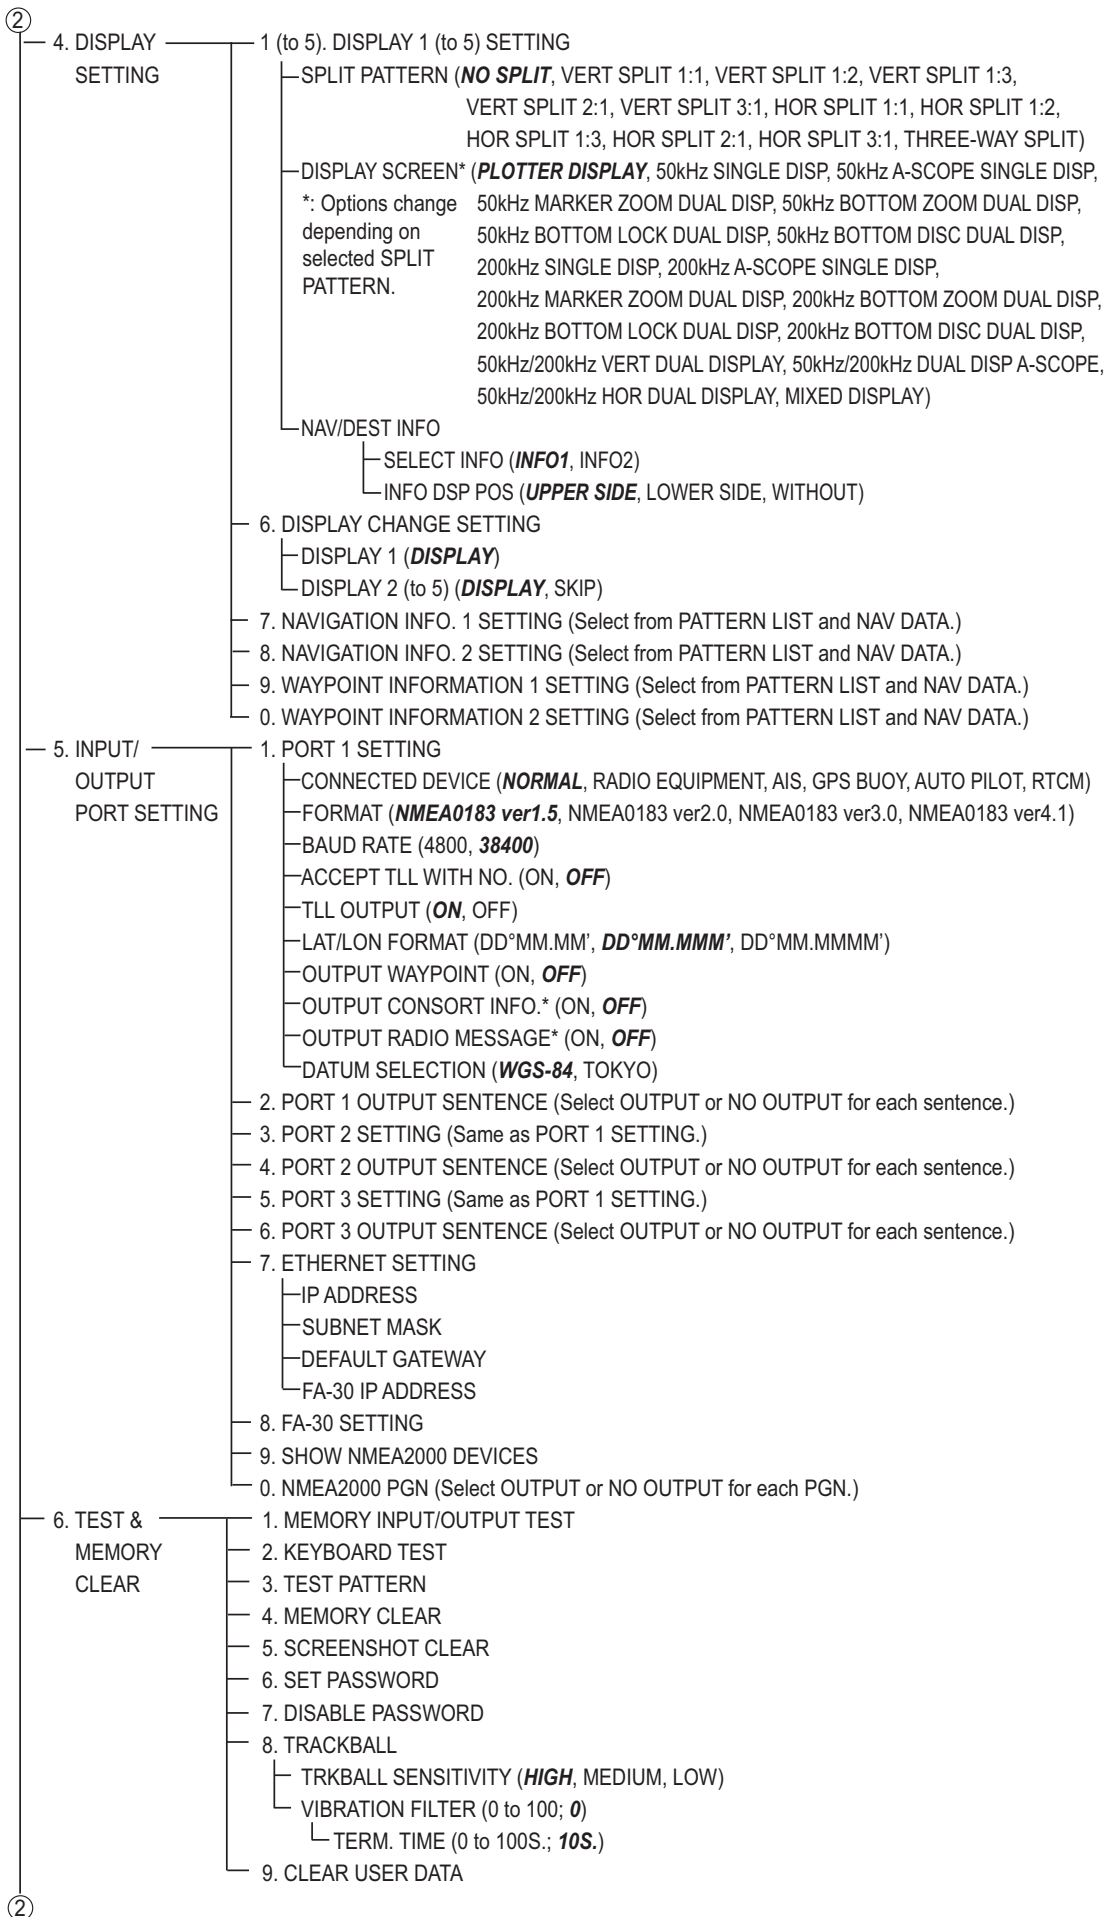 ②
4. DISPLAY
SETTING
1 (to 5). DISPLAY 1 (to 5) SETTING
SPLIT PATTERN (NO SPLIT, VERT SPLIT 1:1, VERT SPLIT 1:2, VERT SPLIT 1:3,
VERT SPLIT 2:1, VERT SPLIT 3:1, HOR SPLIT 1:1, HOR SPLIT 1:2,
HOR SPLIT 1:3, HOR SPLIT 2:1, HOR SPLIT 3:1, THREE-WAY SPLIT)
DISPLAY SCREEN* (PLOTTER DISPLAY, 50kHz SINGLE DISP, 50kHz A-SCOPE SINGLE DISP,
50kHz MARKER ZOOM DUAL DISP, 50kHz BOTTOM ZOOM DUAL DISP,
50kHz BOTTOM LOCK DUAL DISP, 50kHz BOTTOM DISC DUAL DISP,
200kHz SINGLE DISP, 200kHz A-SCOPE SINGLE DISP,
200kHz MARKER ZOOM DUAL DISP, 200kHz BOTTOM ZOOM DUAL DISP,
200kHz BOTTOM LOCK DUAL DISP, 200kHz BOTTOM DISC DUAL DISP,
50kHz/200kHz VERT DUAL DISPLAY, 50kHz/200kHz DUAL DISP A-SCOPE,
50kHz/200kHz HOR DUAL DISPLAY, MIXED DISPLAY)
*: Options change
depending on
selected SPLIT
PATTERN.
NAV/DEST INFO
SELECT INFO (INFO1, INFO2)
INFO DSP POS (UPPER SIDE, LOWER SIDE, WITHOUT)
6. DISPLAY CHANGE SETTING
DISPLAY 1 (DISPLAY)
DISPLAY 2 (to 5) (DISPLAY, SKIP)
7. NAVIGATION INFO. 1 SETTING (Select from PATTERN LIST and NAV DATA.)
8. NAVIGATION INFO. 2 SETTING (Select from PATTERN LIST and NAV DATA.)
9. WAYPOINT INFORMATION 1 SETTING (Select from PATTERN LIST and NAV DATA.)
0. WAYPOINT INFORMATION 2 SETTING (Select from PATTERN LIST and NAV DATA.)
5. INPUT/
OUTPUT
PORT SETTING
1. PORT 1 SETTING
CONNECTED DEVICE (NORMAL, RADIO EQUIPMENT, AIS, GPS BUOY, AUTO PILOT, RTCM)
FORMAT (NMEA0183 ver1.5, NMEA0183 ver2.0, NMEA0183 ver3.0, NMEA0183 ver4.1)
BAUD RATE (4800, 38400)
ACCEPT TLL WITH NO. (ON, OFF)
TLL OUTPUT (ON, OFF)
LAT/LON FORMAT (DD°MM.MM’, DD°MM.MMM’, DD°MM.MMMM’)
OUTPUT WAYPOINT (ON, OFF)
OUTPUT CONSORT INFO.* (ON, OFF)
OUTPUT RADIO MESSAGE* (ON, OFF)
DATUM SELECTION (WGS-84, TOKYO)
2. PORT 1 OUTPUT SENTENCE (Select OUTPUT or NO OUTPUT for each sentence.)
3. PORT 2 SETTING (Same as PORT 1 SETTING.)
4. PORT 2 OUTPUT SENTENCE (Select OUTPUT or NO OUTPUT for each sentence.)
5. PORT 3 SETTING (Same as PORT 1 SETTING.)
6. PORT 3 OUTPUT SENTENCE (Select OUTPUT or NO OUTPUT for each sentence.)
7. ETHERNET SETTING
IP ADDRESS
SUBNET MASK
DEFAULT GATEWAY
FA-30 IP ADDRESS
8. FA-30 SETTING
9. SHOW NMEA2000 DEVICES
0. NMEA2000 PGN (Select OUTPUT or NO OUTPUT for each PGN.)
6. TEST &
MEMORY
CLEAR
1. MEMORY INPUT/OUTPUT TEST
2. KEYBOARD TEST
3. TEST PATTERN
4. MEMORY CLEAR
5. SCREENSHOT CLEAR
6. SET PASSWORD
7. DISABLE PASSWORD
8. TRACKBALL
TRKBALL SENSITIVITY (HIGH, MEDIUM, LOW)
VIBRATION FILTER (0 to 100; 0)
TERM. TIME (0 to 100S.; 10S.)
9. CLEAR USER DATA
②